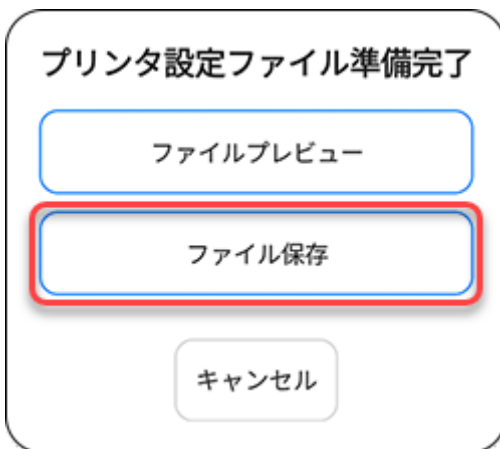 プリンタ設定ファイル準備完了
ファイルプレビュー
ファイル保存
キャンセル